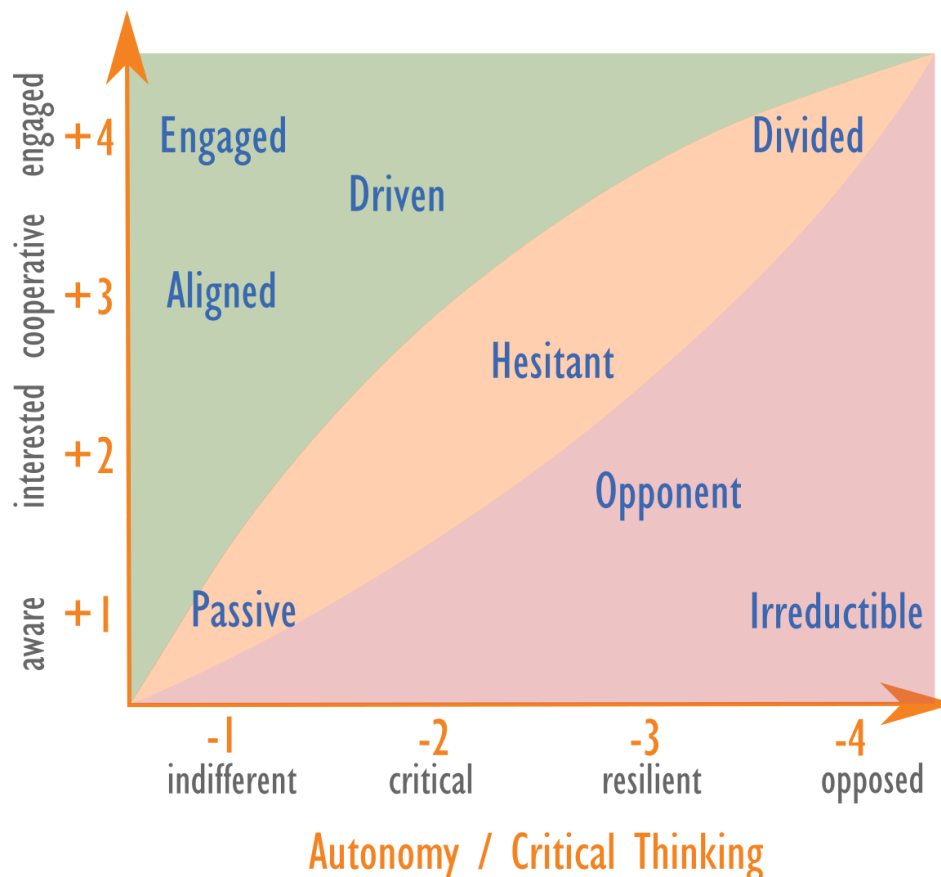 engaged
+4
Engaged
Divided
Driven
cooperative
+3
Aligned
Hesitant
interested
+2
Opponent
aware
+1
Passive
Irreductible
-1
-2
-3
-4
indifferent
critical
resilient
opposed
Autonomy / Critical Thinking